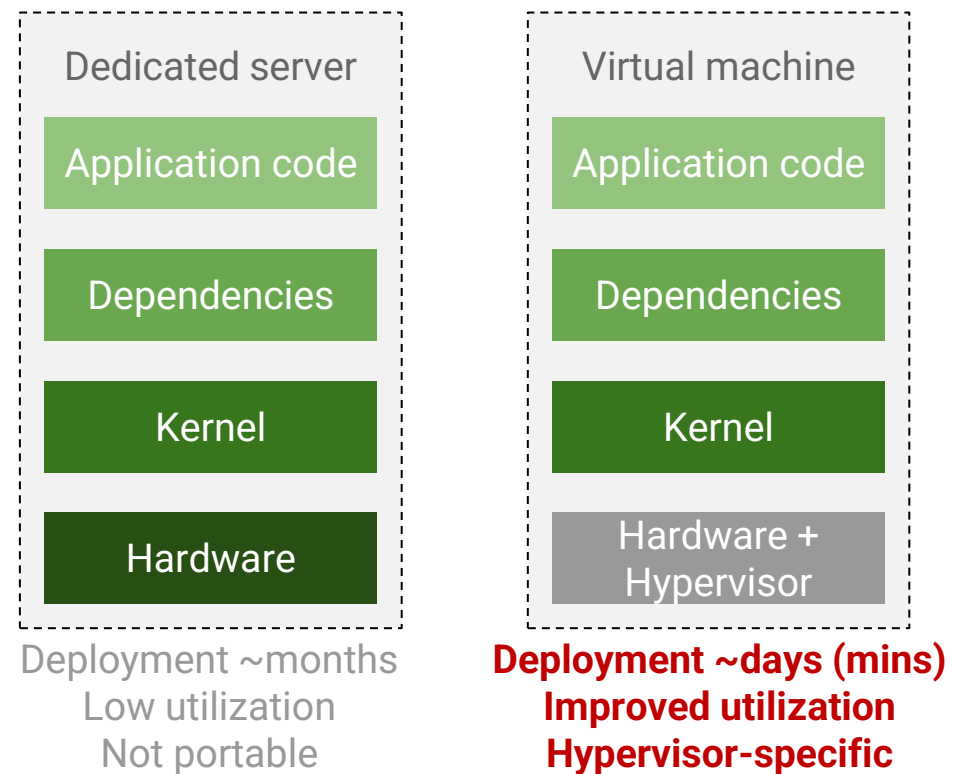 Dedicated server
Application code
Dependencies
Kernel
Hardware
Deployment ~months
Low utilization
Not portable
Virtual machine
Application code
Dependencies
Kernel
Hardware +
Hypervisor
Deployment ~days (mins)
Improved utilization
Hypervisor-specific